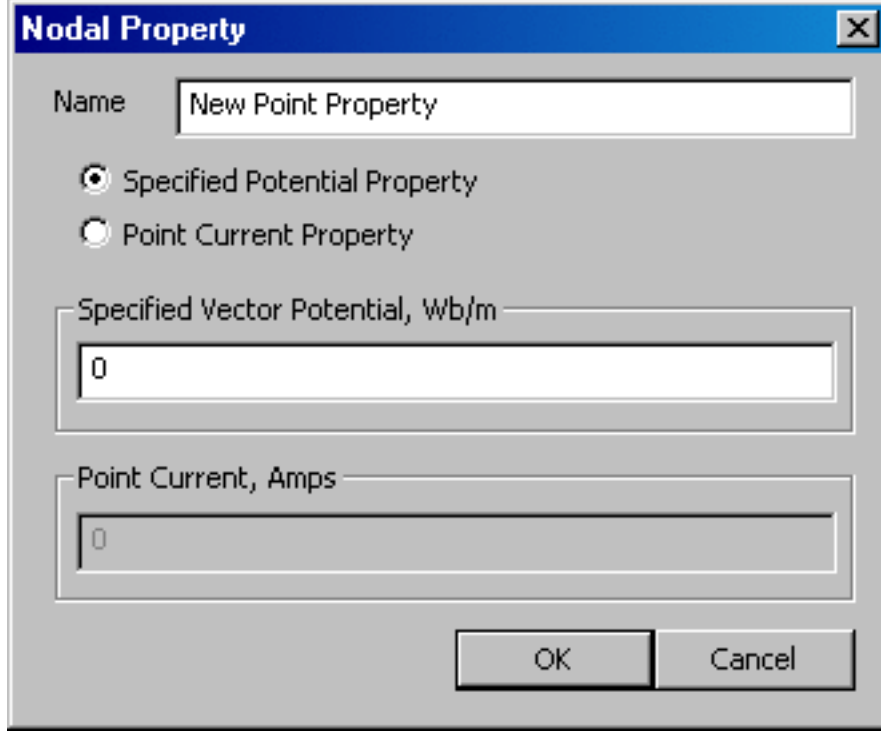 Nodal Property
Name New Point Property
Specified Potential Property
Point Current Property
Specified Vector Potential, Wb/m
0
Point Current, Amps
0
OK Cancel